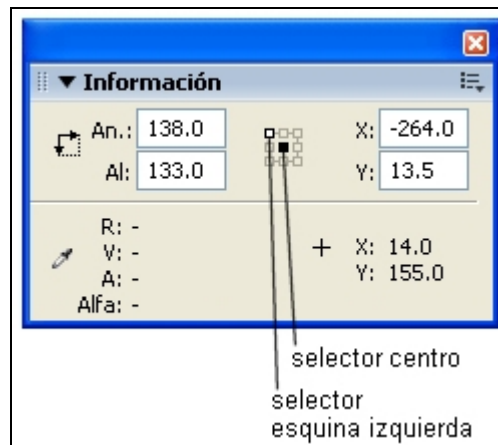 Información
An.: 138.0 X: -264.0
Al: 133.0 Y: 13.5
R: -
V: - X: 14.0
A: - Y: 155.0
Alfa: -
selector centro
selector
esquina izquierda